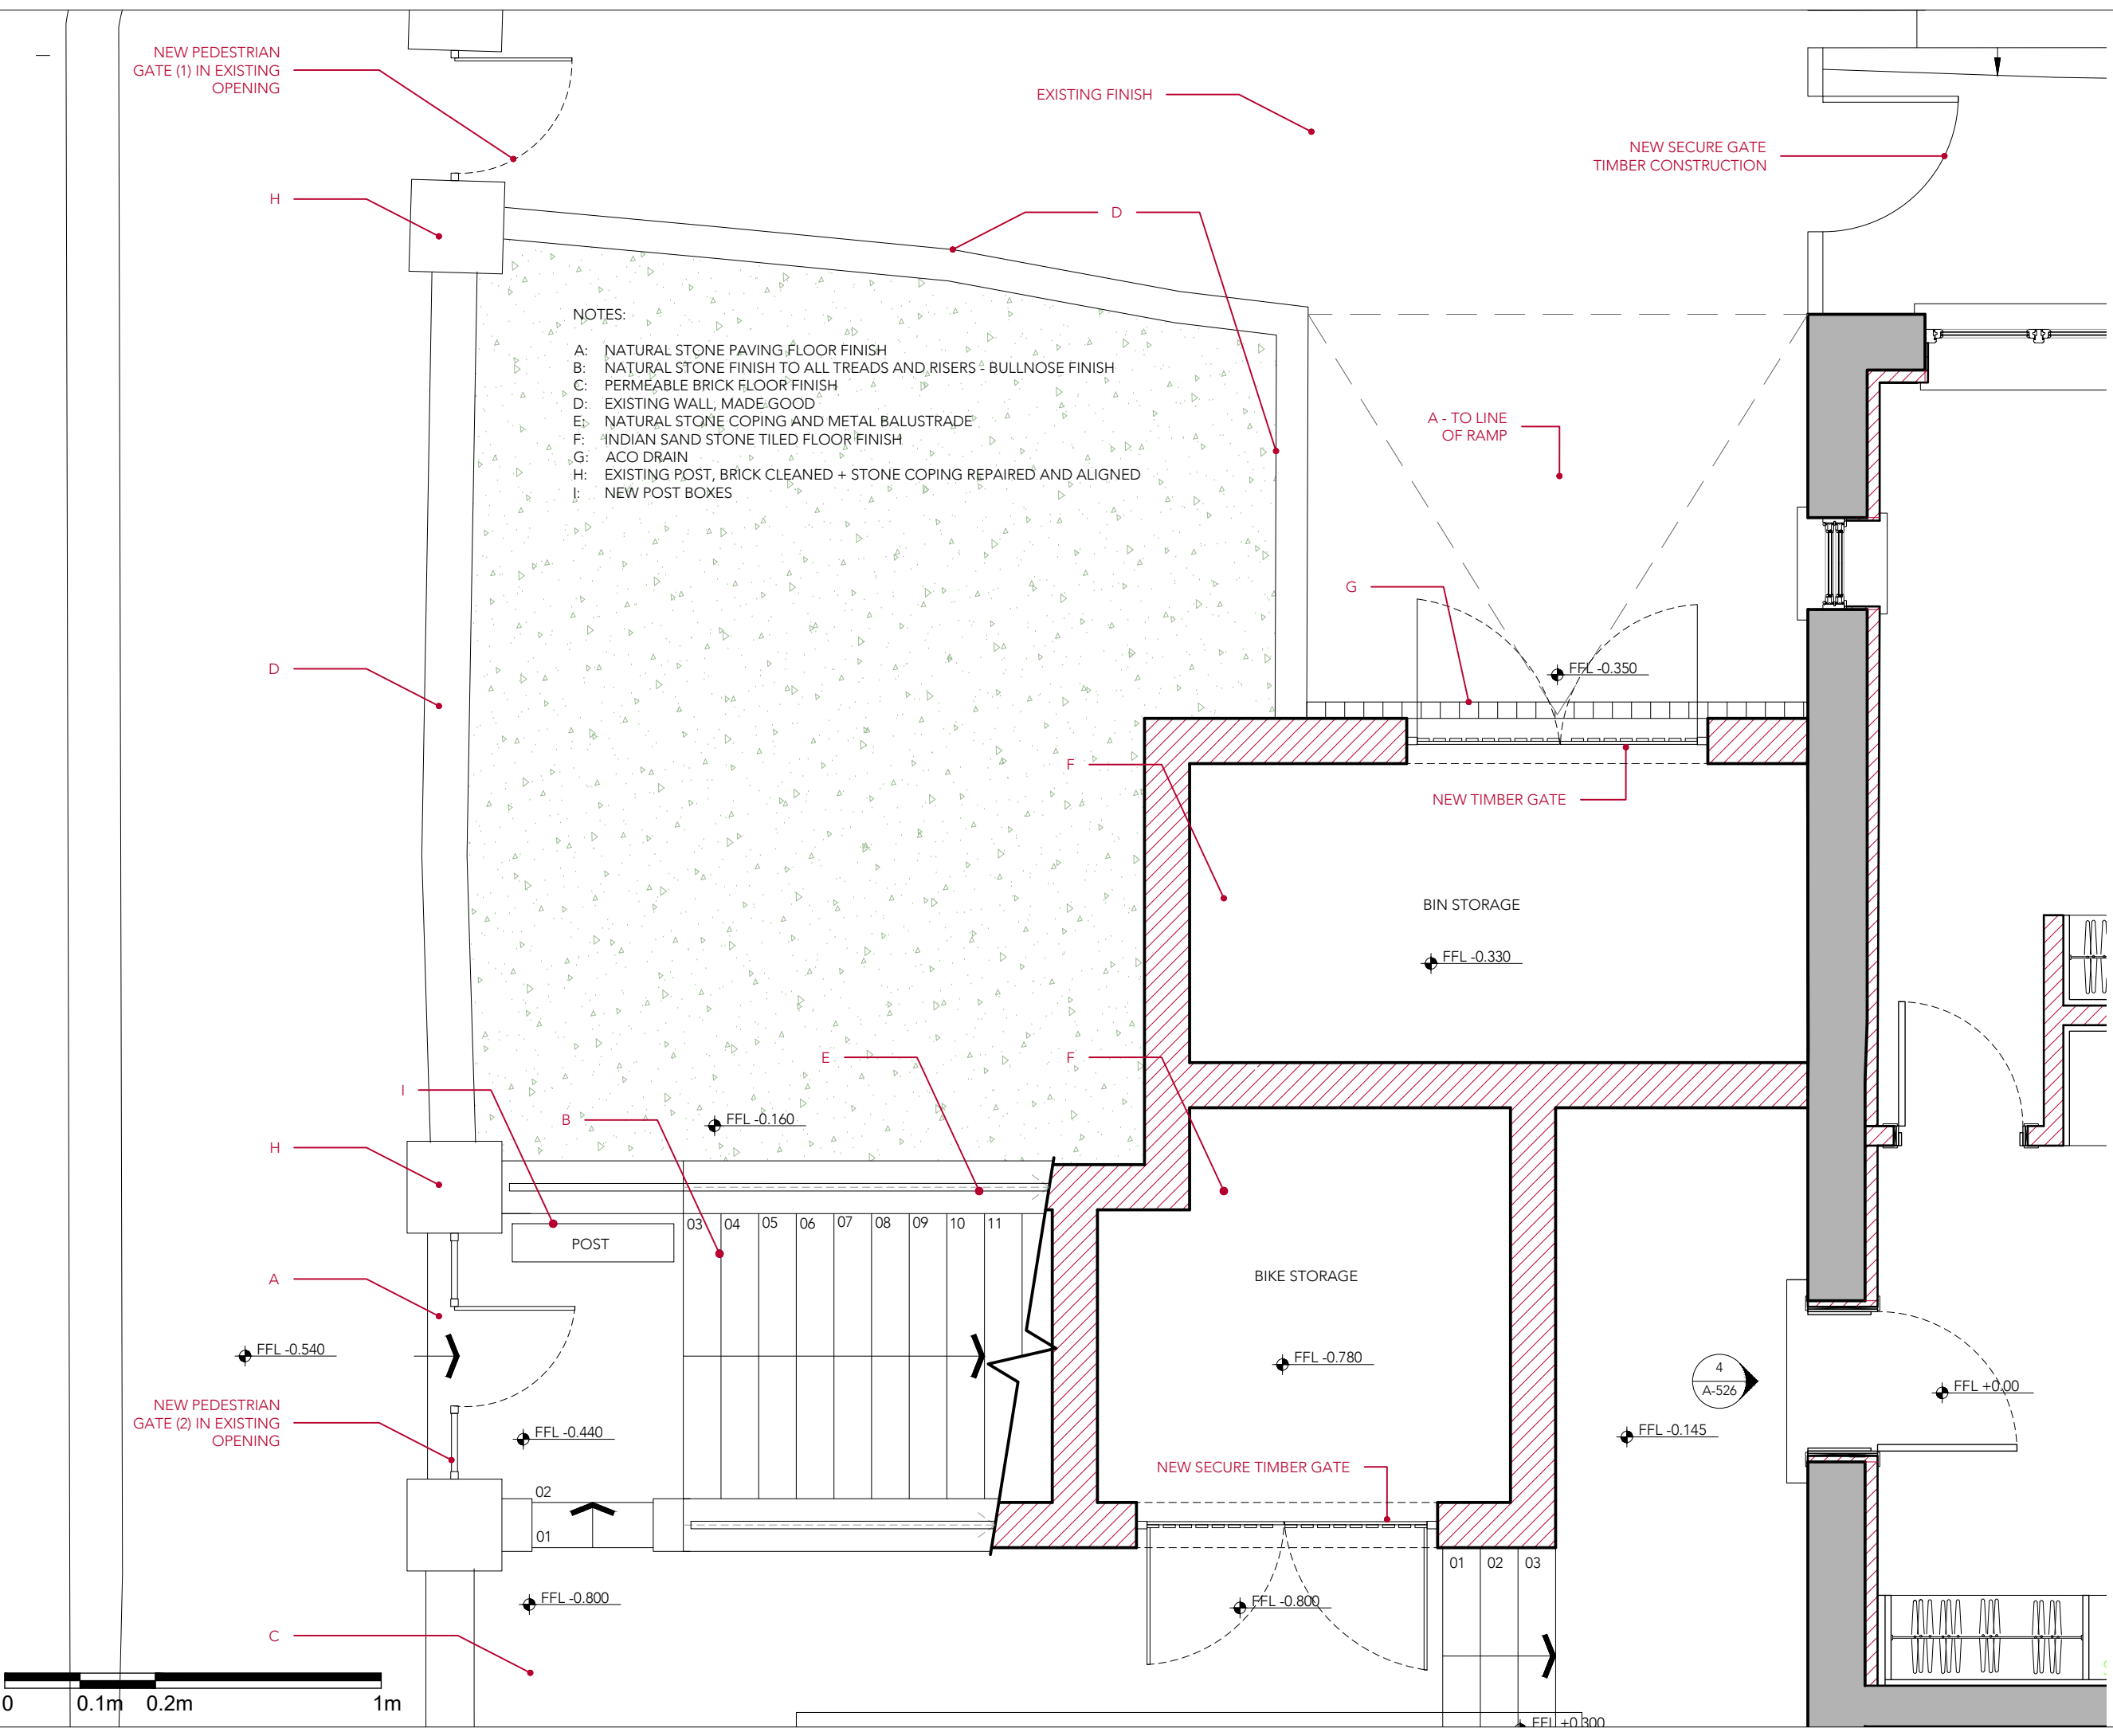 NEW PEDESTRIAN
GATE (1) IN EXISTING
OPENING
EXISTING FINISH
NEW SECURE GATE
TIMBER CONSTRUCTION
H
D
NOTES:
A: NATURAL STONE PAVING FLOOR FINISH
B: NATURAL STONE FINISH TO ALL TREADS AND RISERS - BULLNOSE FINISH
C: PERMEABLE BRICK FLOOR FINISH
D: EXISTING WALL, MADE GOOD
E: NATURAL STONE COPING AND METAL BALUSTRADE
F: INDIAN SAND STONE TILED FLOOR FINISH
G: ACO DRAIN
H: EXISTING POST, BRICK CLEANED + STONE COPING REPAIRED AND ALIGNED
I: NEW POST BOXES
A - TO LINE
OF RAMP
G
D
FFL -0.350
F
NEW TIMBER GATE
BIN STORAGE
FFL -0.330
E
F
I
B
FFL -0.160
H
03 04 05 06 07 08 09 10 11
POST
A
BIKE STORAGE
FFL -0.540
FFL -0.780
4
A-526
FFL +0.00
NEW PEDESTRIAN
GATE (2) IN EXISTING
OPENING
FFL -0.440
FFL -0.145
NEW SECURE TIMBER GATE
02
01
01 02 03
FFL -0.800
FFL -0.800
C
0 0.1m 0.2m 1m
FFL +0.300